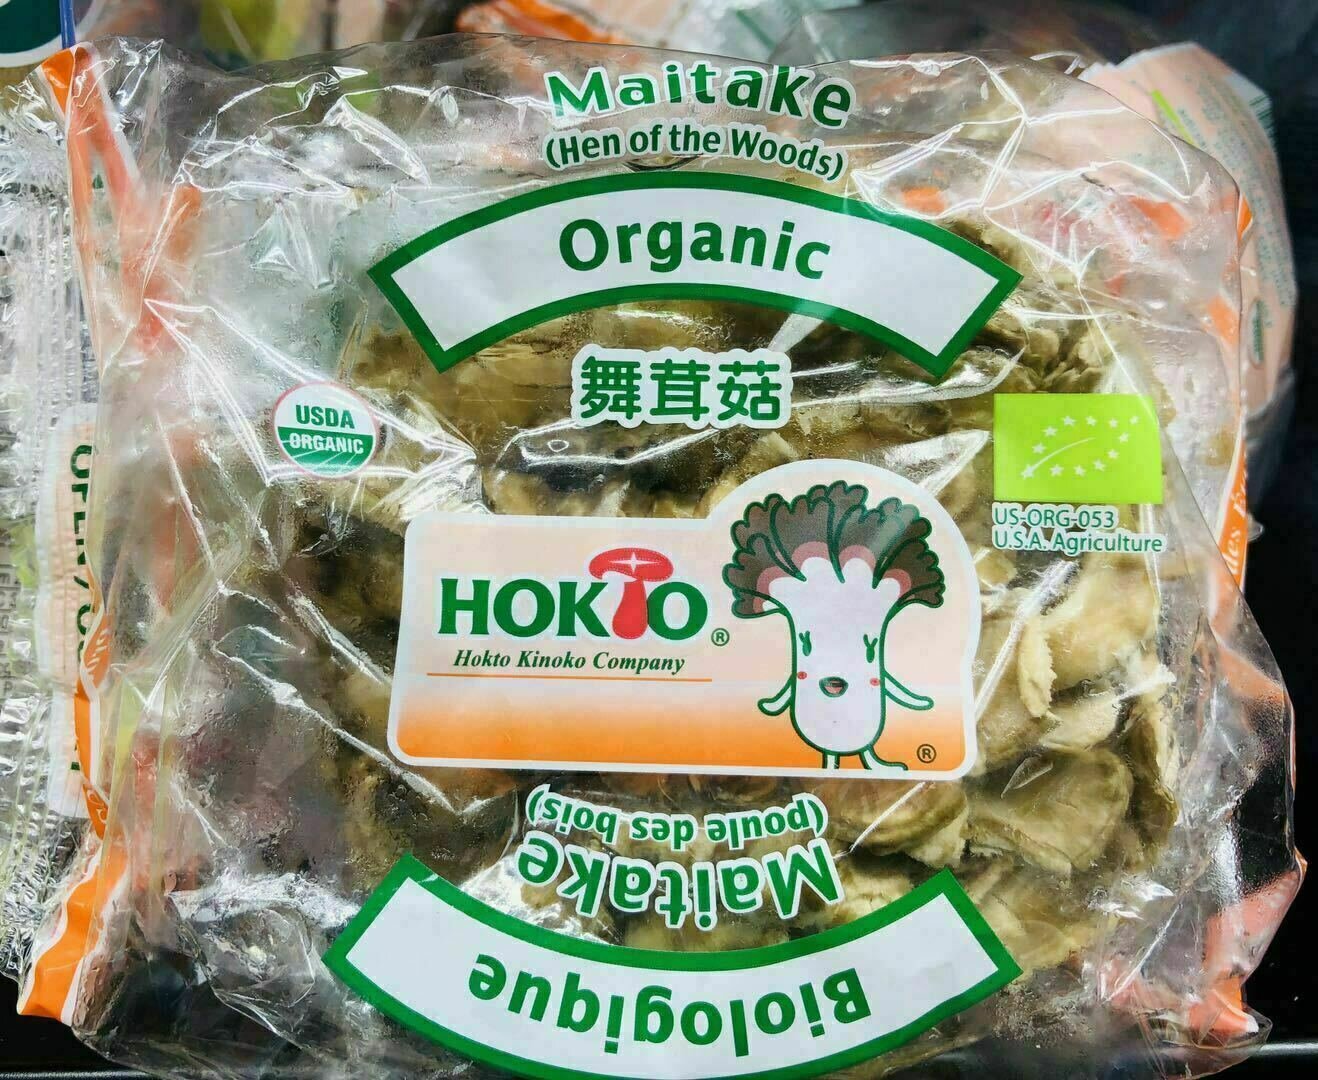 Maitake
(Hen of the Woods)
Organic
舞茸菇
USDA
ORGANIC
US-ORG-053
U.S.A. Agriculture
HOKTO®
Hokto Kinoko Company
®
Biologique
Maitake
(poule des bois)